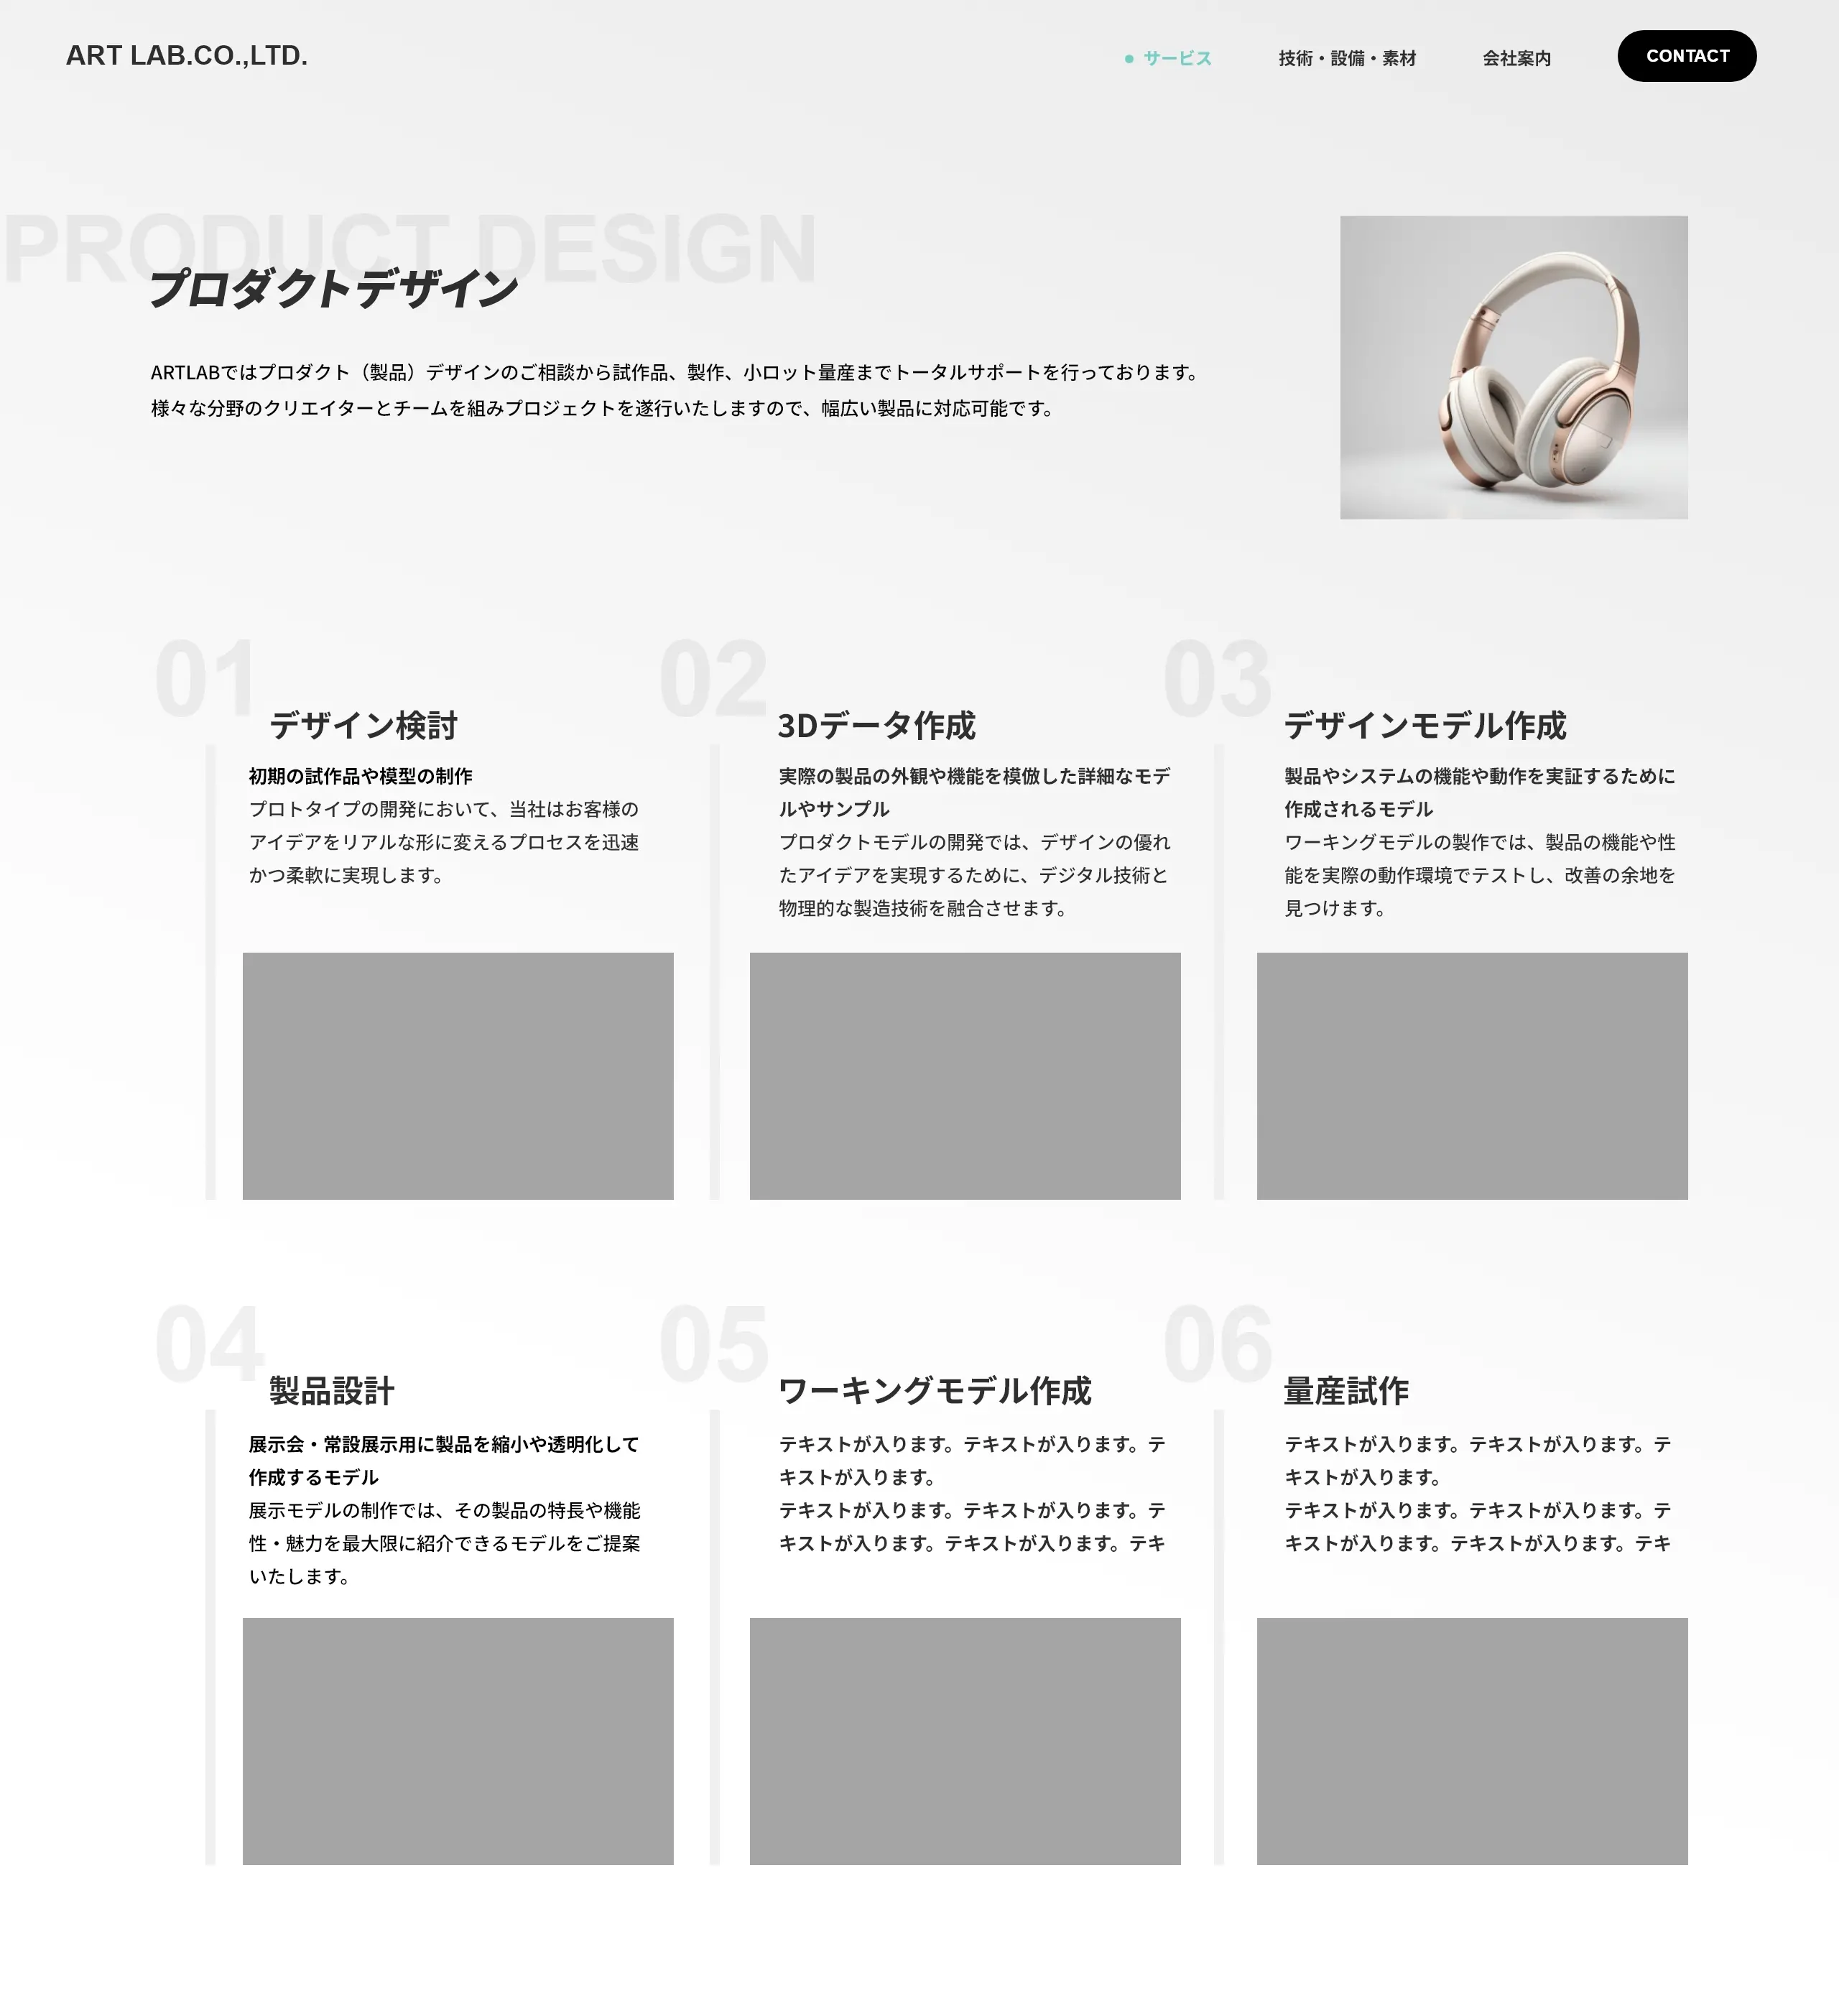 ART LAB.CO.,LTD.
サービス
技術・設備・素材
会社案内
CONTACT
PRODUCT DESIGN
プロダクトデザイン
ARTLABではプロダクト（製品）デザインのご相談から試作品、製作、小ロット量産までトータルサポートを行っております。
様々な分野のクリエイターとチームを組みプロジェクトを遂行いたしますので、幅広い製品に対応可能です。
01
デザイン検討
初期の試作品や模型の制作
プロトタイプの開発において、当社はお客様の
アイデアをリアルな形に変えるプロセスを迅速
かつ柔軟に実現します。
02
3Dデータ作成
実際の製品の外観や機能を模倣した詳細なモデ
ルやサンプル
プロダクトモデルの開発では、デザインの優れ
たアイデアを実現するために、デジタル技術と
物理的な製造技術を融合させます。
03
デザインモデル作成
製品やシステムの機能や動作を実証するために
作成されるモデル
ワーキングモデルの製作では、製品の機能や性
能を実際の動作環境でテストし、改善の余地を
見つけます。
04
製品設計
展示会・常設展示用に製品を縮小や透明化して
作成するモデル
展示モデルの制作では、その製品の特長や機能
性・魅力を最大限に紹介できるモデルをご提案
いたします。
05
ワーキングモデル作成
テキストが入ります。テキストが入ります。テ
キストが入ります。
テキストが入ります。テキストが入ります。テ
キストが入ります。テキストが入ります。テキ
06
量産試作
テキストが入ります。テキストが入ります。テ
キストが入ります。
テキストが入ります。テキストが入ります。テ
キストが入ります。テキストが入ります。テキ